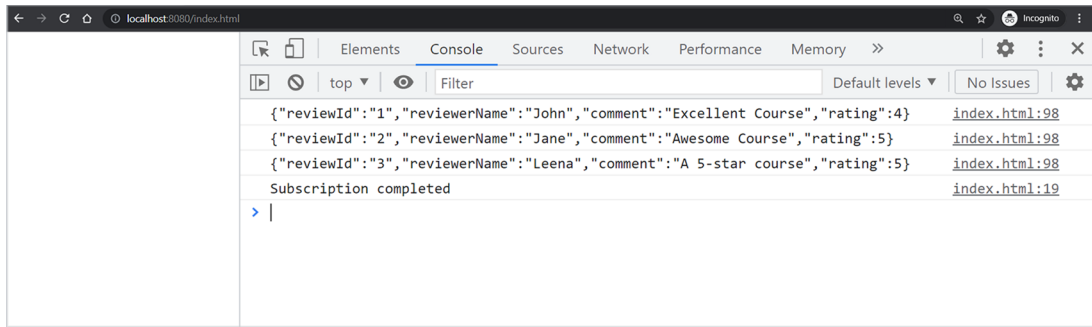 localhost:8080/index.html Incognito
Elements Console Sources Network Performance Memory
top Filter Default levels No Issues
{"reviewId":"1","reviewerName":"John","comment":"Excellent Course","rating":4} index.html:98
{"reviewId":"2","reviewerName":"Jane","comment":"Awesome Course","rating":5} index.html:98
{"reviewId":"3","reviewerName":"Leena","comment":"A 5-star course","rating":5} index.html:98
Subscription completed index.html:19